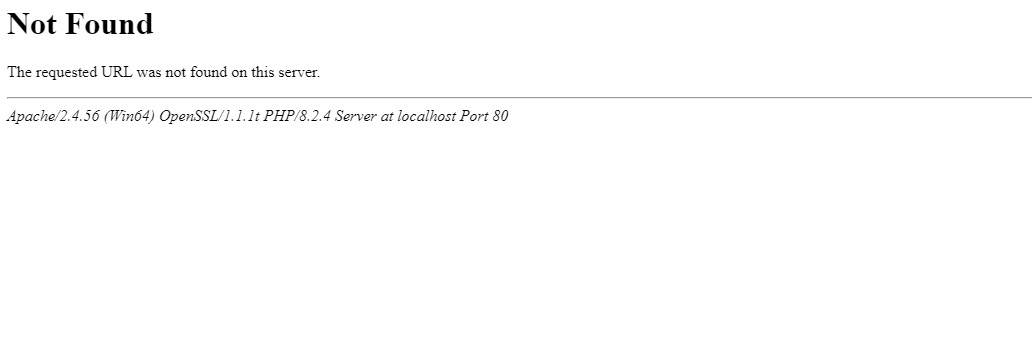 Not Found
The requested URL was not found on this server.
Apache/2.4.56 (Win64) OpenSSL/1.1.1t PHP/8.2.4 Server at localhost Port 80